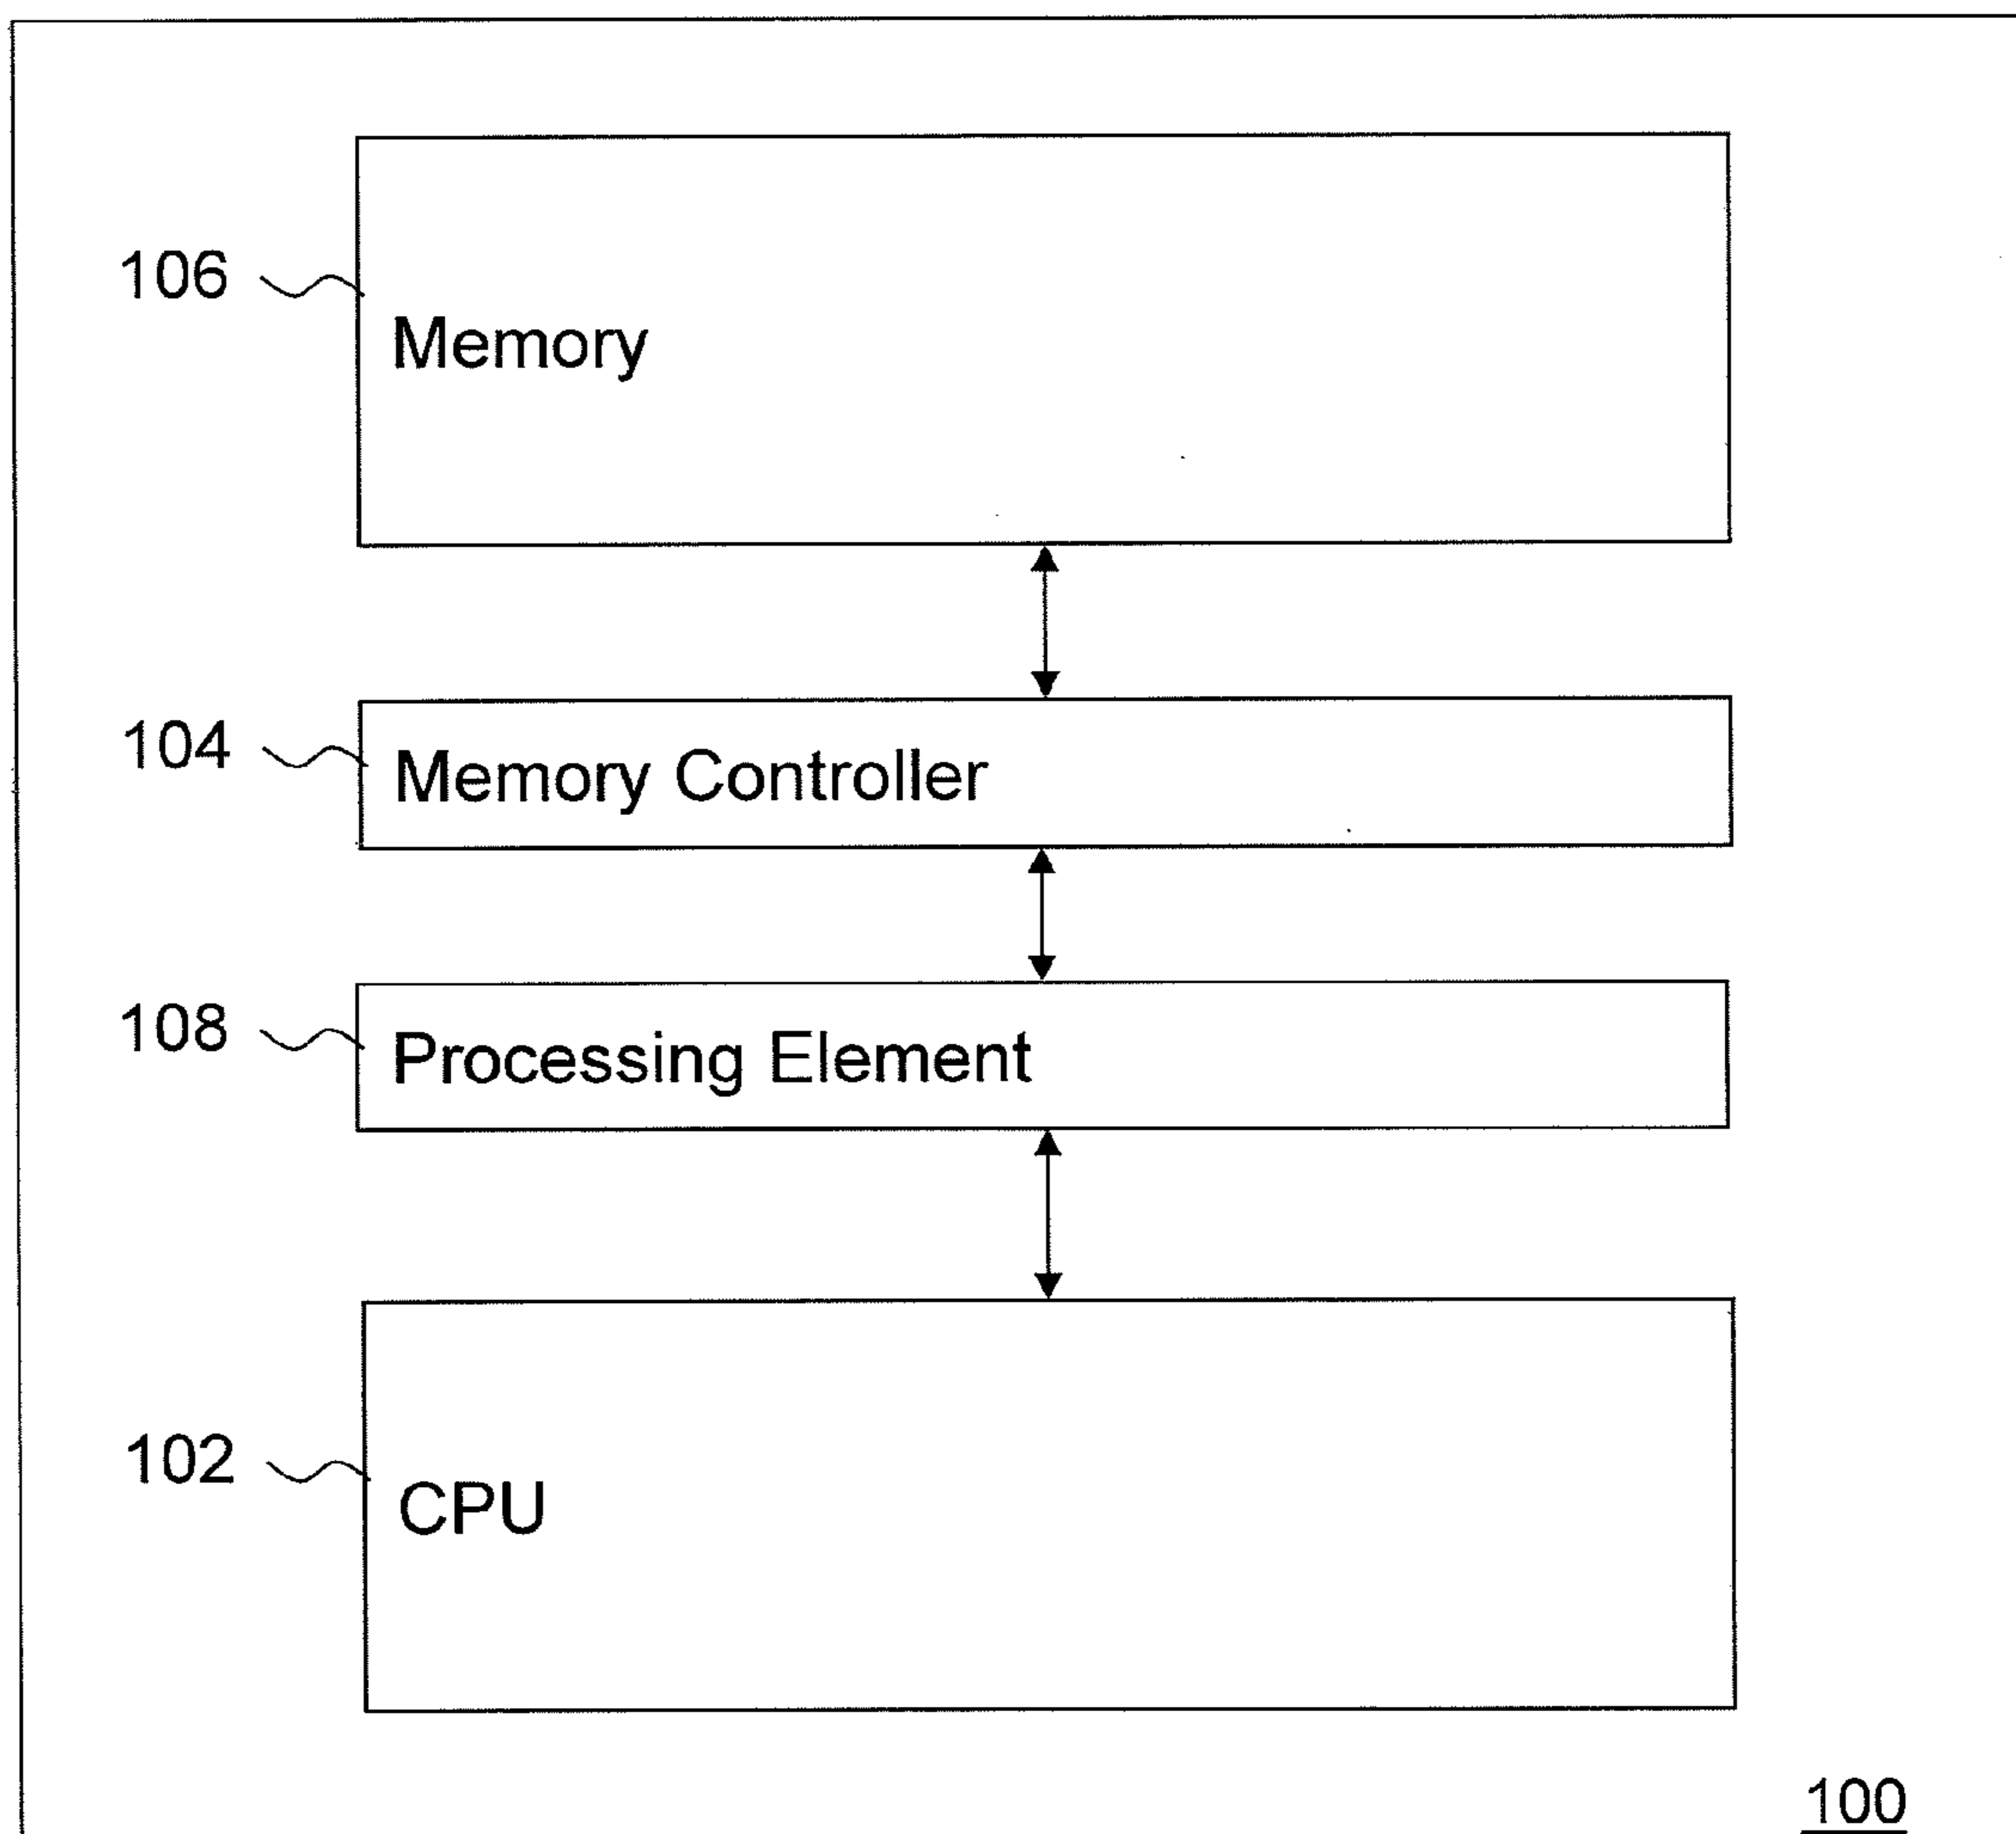 106
Memory
104
Memory Controller
108
Processing Element
102
CPU
100